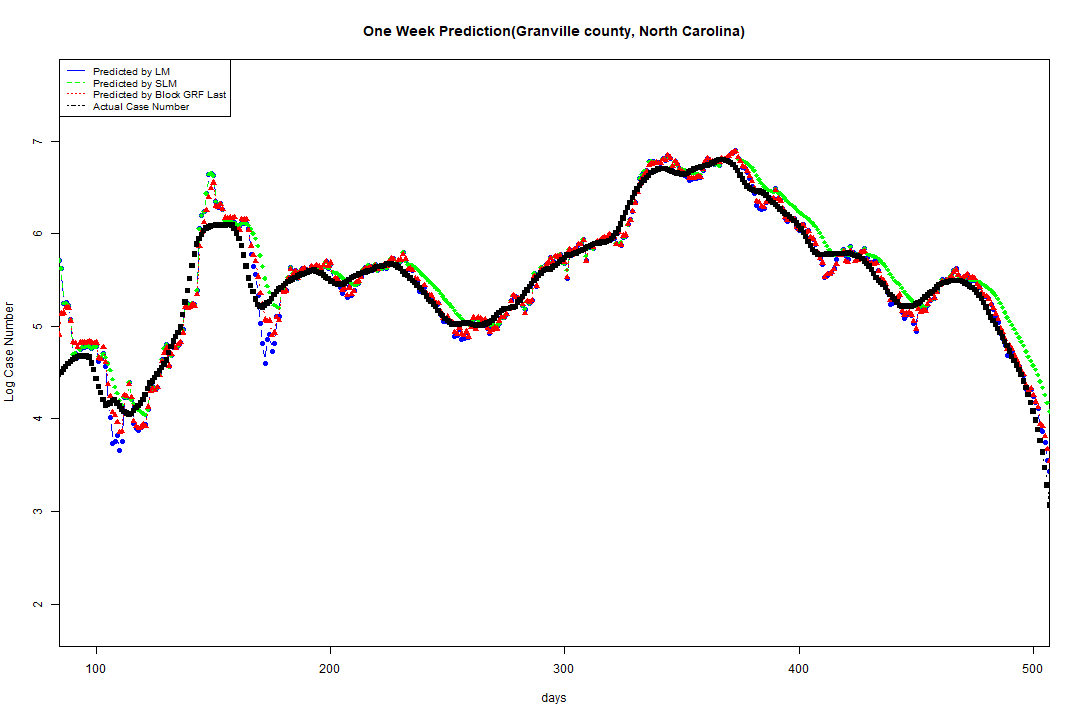 One Week Prediction(Granville county, North Carolina)
Predicted by LM
Predicted by SLM
Predicted by Block GRF Last
Actual Case Number
7
6
5
4
3
2
Log Case Number
100 200 300 400 500
days